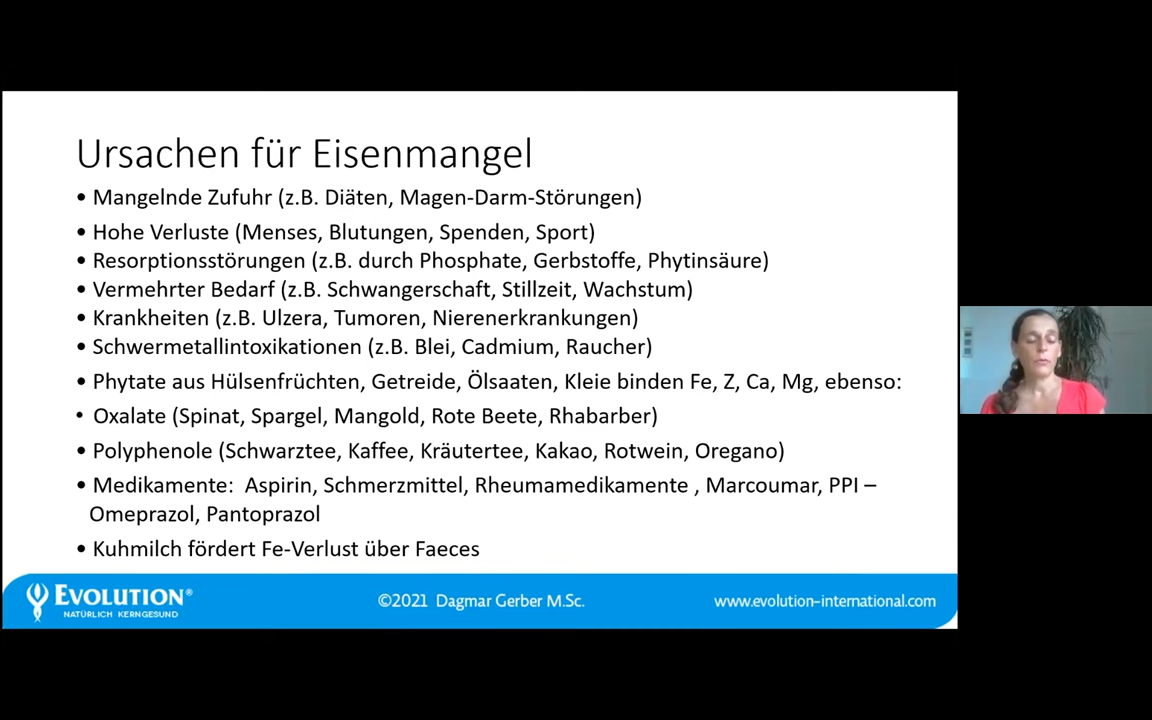 Ursachen für Eisenmangel
• Mangelnde Zufuhr (z.B. Diäten, Magen-Darm-Störungen)
• Hohe Verluste (Menses, Blutungen, Spenden, Sport)
• Resorptionsstörungen (z.B. durch Phosphate, Gerbstoffe, Phytinsäure)
• Vermehrter Bedarf (z.B. Schwangerschaft, Stillzeit, Wachstum)
• Krankheiten (z.B. Ulzera, Tumoren, Nierenerkrankungen)
• Schwermetallintoxikationen (z.B. Blei, Cadmium, Raucher)
• Phytate aus Hülsenfrüchten, Getreide, Ölsaaten, Kleie binden Fe, Z, Ca, Mg, ebenso:
• Oxalate (Spinat, Spargel, Mangold, Rote Beete, Rhabarber)
• Polyphenole (Schwarztee, Kaffee, Kräutertee, Kakao, Rotwein, Oregano)
• Medikamente: Aspirin, Schmerzmittel, Rheumamedikamente , Marcoumar, PPI –
Omeprazol, Pantoprazol
• Kuhmilch fördert Fe-Verlust über Faeces
EVOLUTION®
NATÜRLICH KERNGESUND
©2021 Dagmar Gerber M.Sc.
www.evolution-international.com